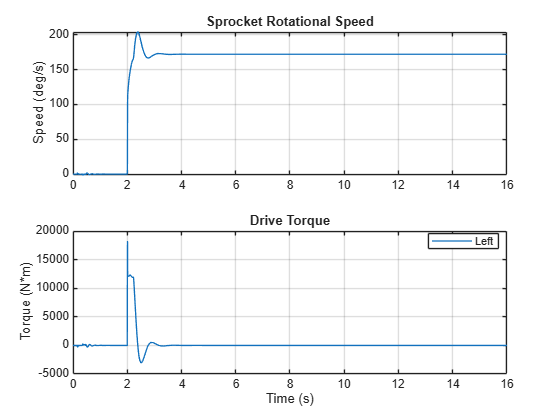 Sprocket Rotational Speed
Speed (deg/s)
200
150
100
50
0
0 2 4 6 8 10 12 14 16
Drive Torque
Left
Torque (N*m)
20000
15000
10000
5000
0
-5000
0 2 4 6 8 10 12 14 16
Time (s)